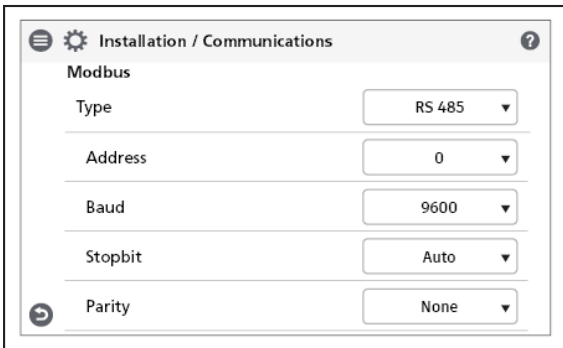 Installation / Communications ?
Modbus
Type RS 485
Address 0
Baud 9600
Stopbit Auto
Parity None